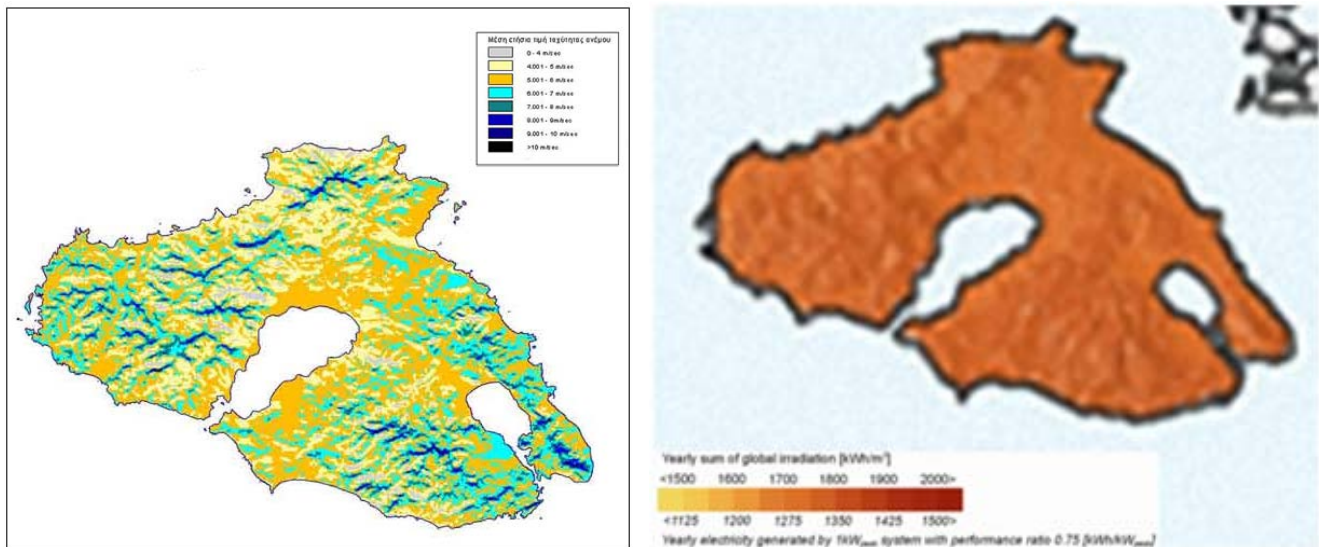 Μέση ετήσια τιμή ταχύτητας ανέμου
0 - 4 m/sec
4.001 - 5 m/sec
5.001 - 6 m/sec
6.001 - 7 m/sec
7.001 - 8 m/sec
8.001 - 9m/sec
9.001 - 10 m/sec
>10 m/sec
Yearly sum of global irradiation [kWh/m²]
<1500 1600 1700 1800 1900 2000>
<1125 1200 1275 1350 1425 1500>
Yearly electricity generated by 1kWpeak system with performance ratio 0.75 [kWh/kWpeak]